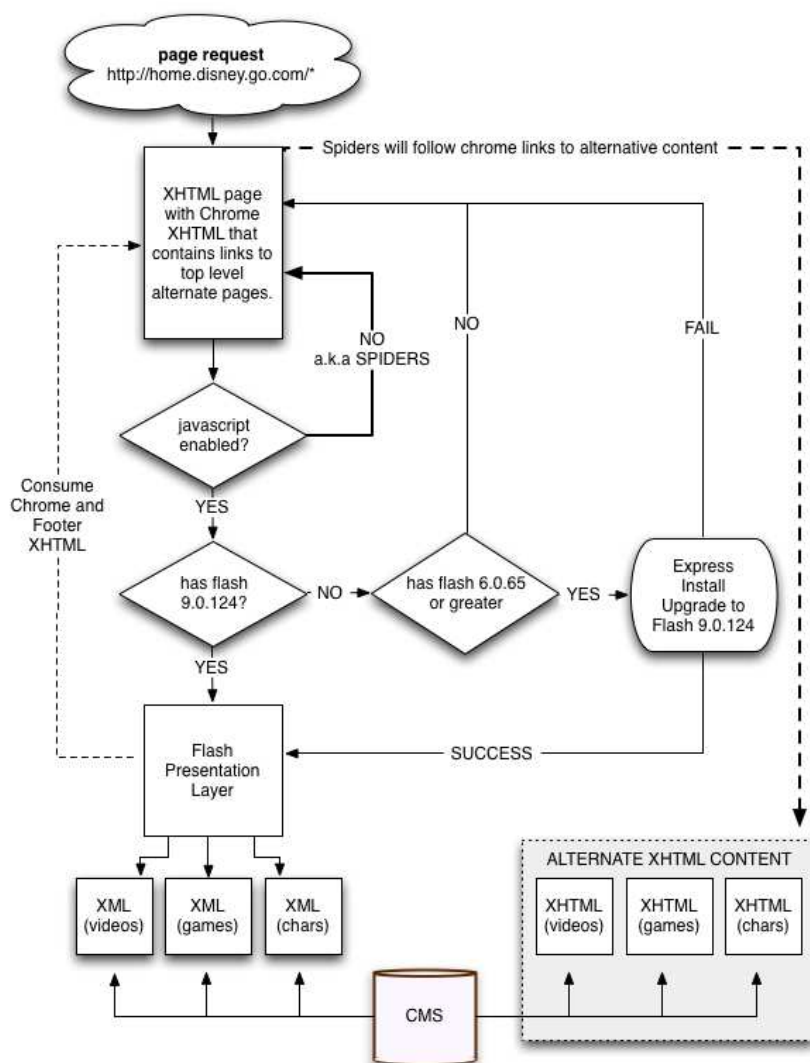 page request
http://home.disney.go.com/*
Spiders will follow chrome links to alternative content
XHTML page
with Chrome
XHTML that
contains links to
top level
alternate pages.
NO
a.k.a SPIDERS
NO
FAIL
javascript
enabled?
Consume
Chrome and
Footer
XHTML
YES
has flash
9.0.124?
NO
has flash 6.0.65
or greater
YES
Express
Install
Upgrade to
Flash 9.0.124
YES
Flash
Presentation
Layer
SUCCESS
XML
(videos)
XML
(games)
XML
(chars)
ALTERNATE XHTML CONTENT
XHTML
(videos)
XHTML
(games)
XHTML
(chars)
CMS